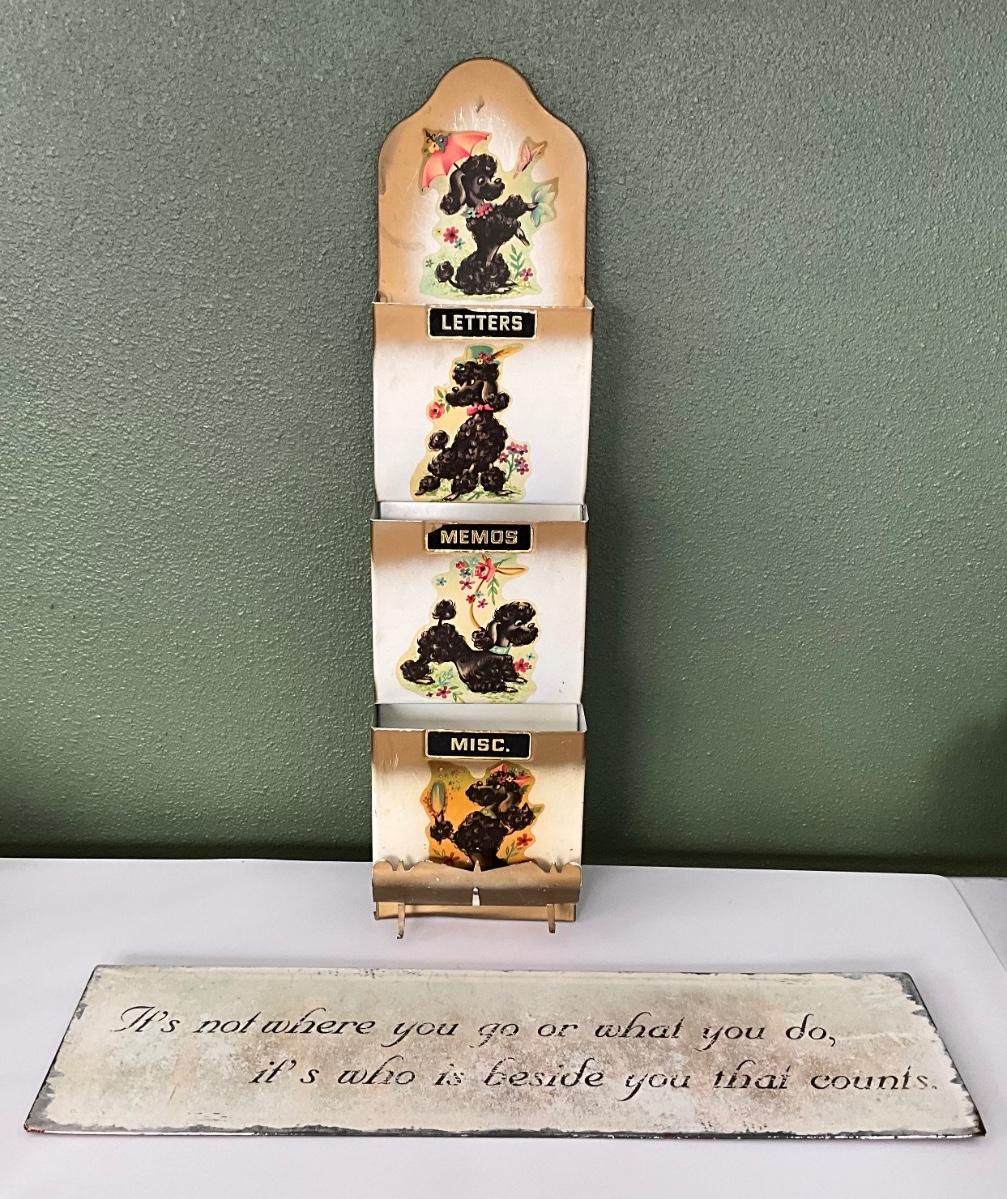 LETTERS
MEMOS
MISC.
It's not where you go or what you do,
it's who is beside you that counts.